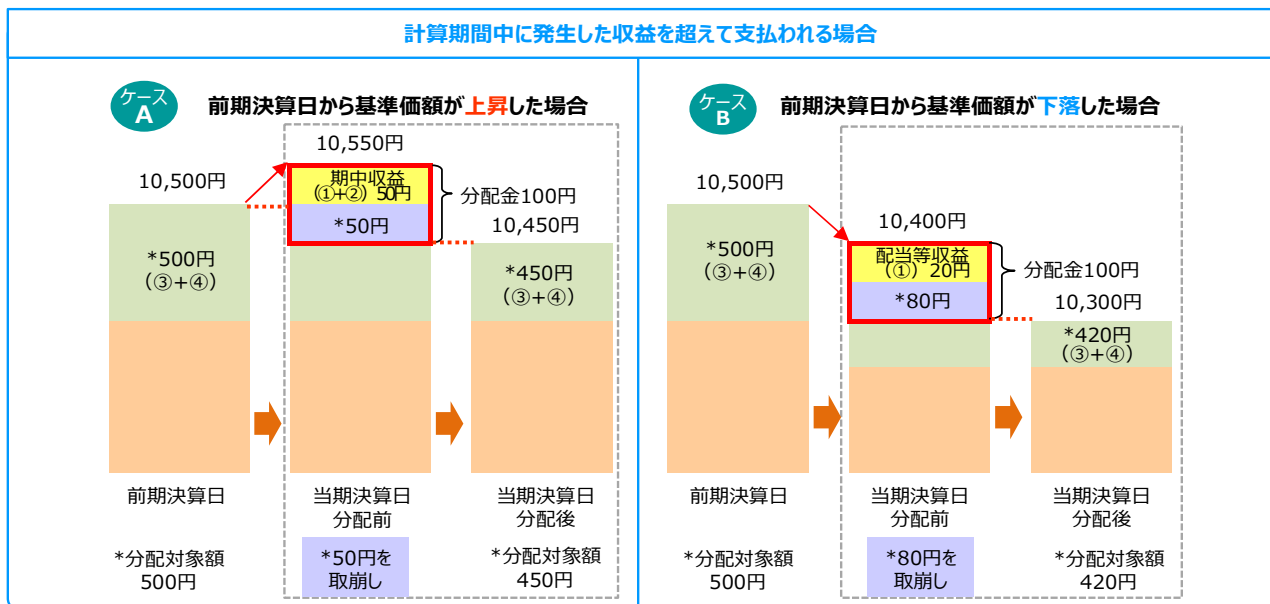 計算期間中に発生した収益を超えて支払われる場合
ケース
A
前期決算日から基準価額が上昇した場合
10,550円
10,500円
期中収益
(①+②) 50円
分配金100円
*50円
10,450円
*500円
(③+④)
*450円
(③+④)
前期決算日
当期決算日
分配前
当期決算日
分配後
*分配対象額
500円
*50円を
取崩し
*分配対象額
450円
ケース
B
前期決算日から基準価額が下落した場合
10,500円
10,400円
配当等収益
(①) 20円
分配金100円
*80円
10,300円
*500円
(③+④)
*420円
(③+④)
前期決算日
当期決算日
分配前
当期決算日
分配後
*分配対象額
500円
*80円を
取崩し
*分配対象額
420円